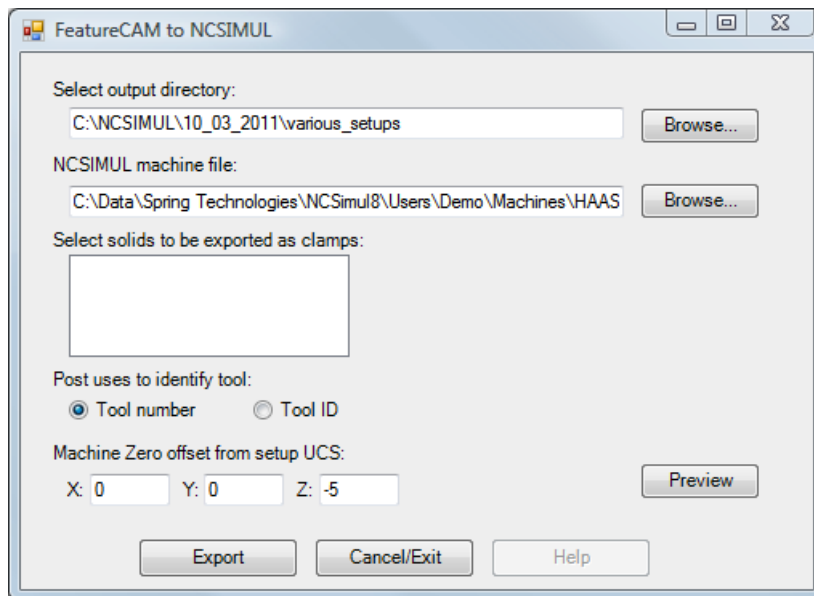 FeatureCAM to NCSIMUL
Select output directory:
C:\NCSIMUL\10_03_2011\various_setups
Browse...
NCSIMUL machine file:
C:\Data\Spring Technologies\NCSimul8\Users\Demo\Machines\HAAS
Browse...
Select solids to be exported as clamps:
Post uses to identify tool:
Tool number Tool ID
Machine Zero offset from setup UCS:
X: 0 Y: 0 Z: -5
Preview
Export Cancel/Exit Help